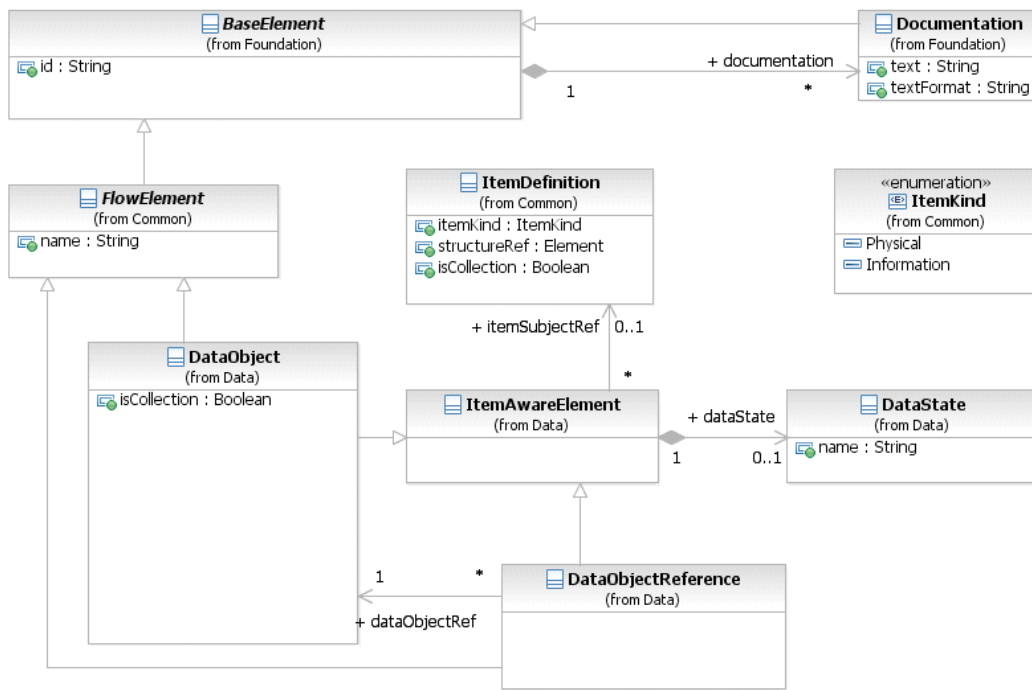 BaseElement
(from Foundation)
id : String
Documentation
(from Foundation)
text : String
textFormat : String
+ documentation
1
*
FlowElement
(from Common)
name : String
ItemDefinition
(from Common)
itemKind : ItemKind
structureRef : Element
isCollection : Boolean
«enumeration»
ItemKind
(from Common)
Physical
Information
+ itemSubjectRef
0..1
*
DataObject
(from Data)
isCollection : Boolean
ItemAwareElement
(from Data)
+ dataState
1
0..1
DataState
(from Data)
name : String
1
*
+ dataObjectRef
DataObjectReference
(from Data)